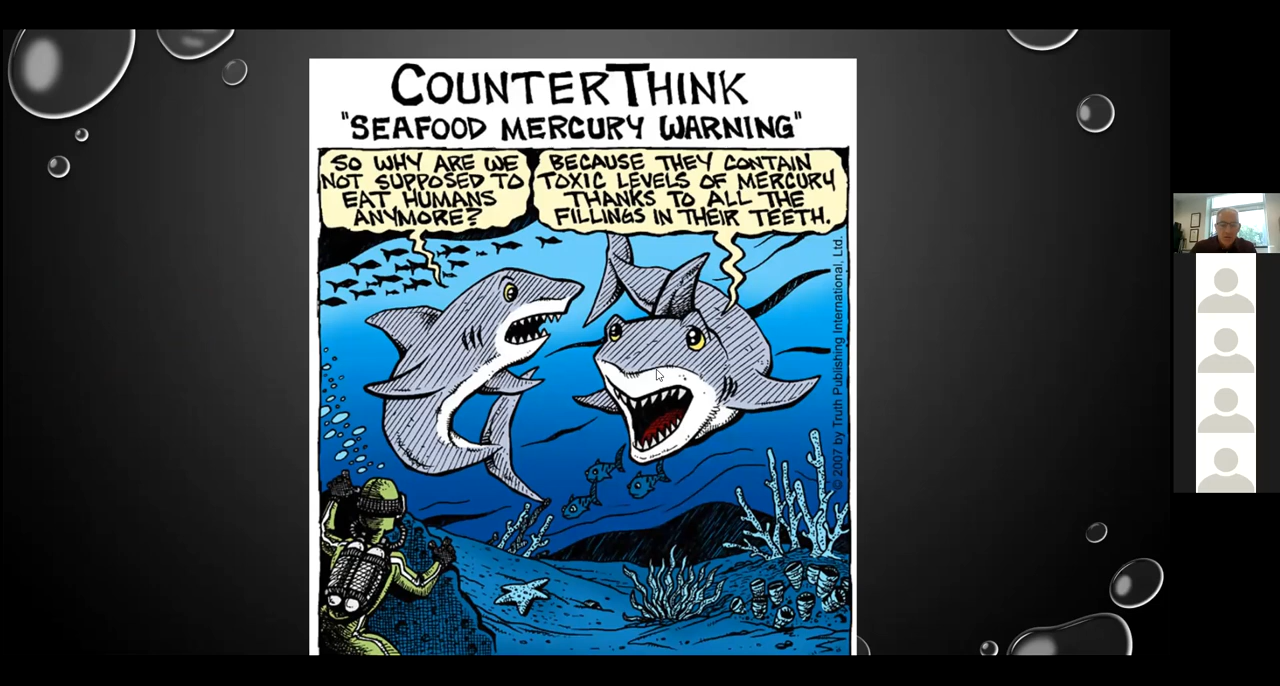 COUNTERTHINK
"SEAFOOD MERCURY WARNING"
SO WHY ARE WE
NOT SUPPOSED TO
EAT HUMANS
ANYMORE?
BECAUSE THEY CONTAIN
TOXIC LEVELS OF MERCURY
THANKS TO ALL THE
FILLINGS IN THEIR TEETH.
© 2007 by Truth Publishing International, Ltd.